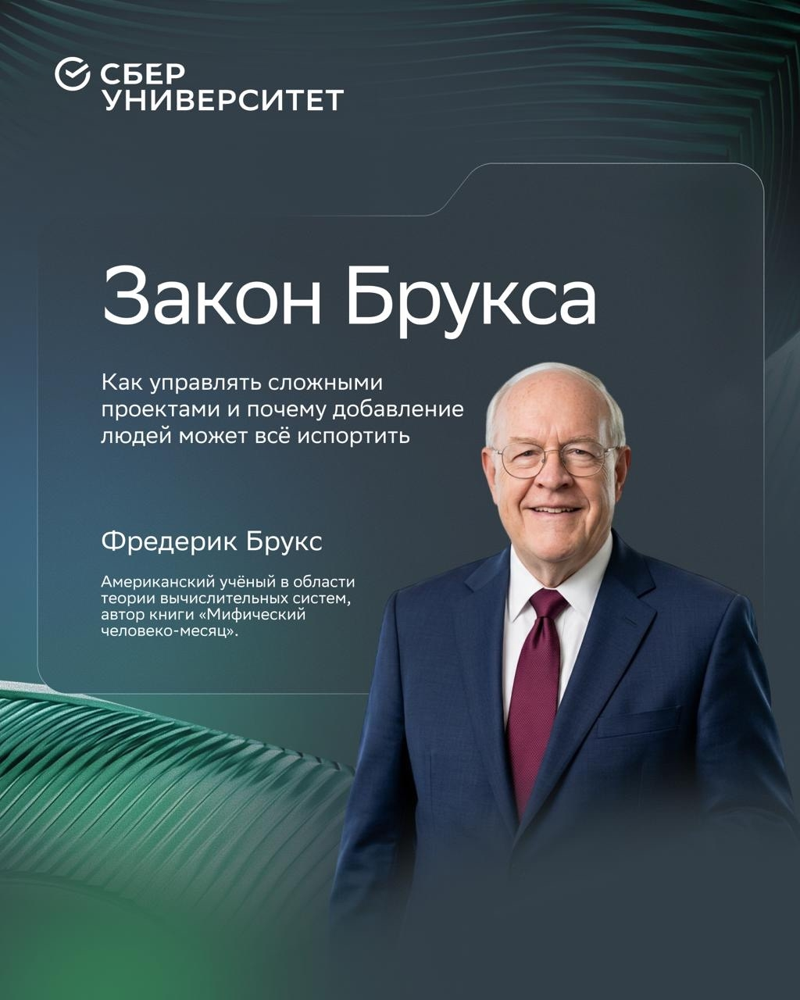 СБЕР
УНИВЕРСИТЕТ
Закон Брукса
Как управлять сложными
проектами и почему добавление
людей может всё испортить
Фредерик Брукс
Американский учёный в области
теории вычислительных систем,
автор книги «Мифический
человеко-месяц».